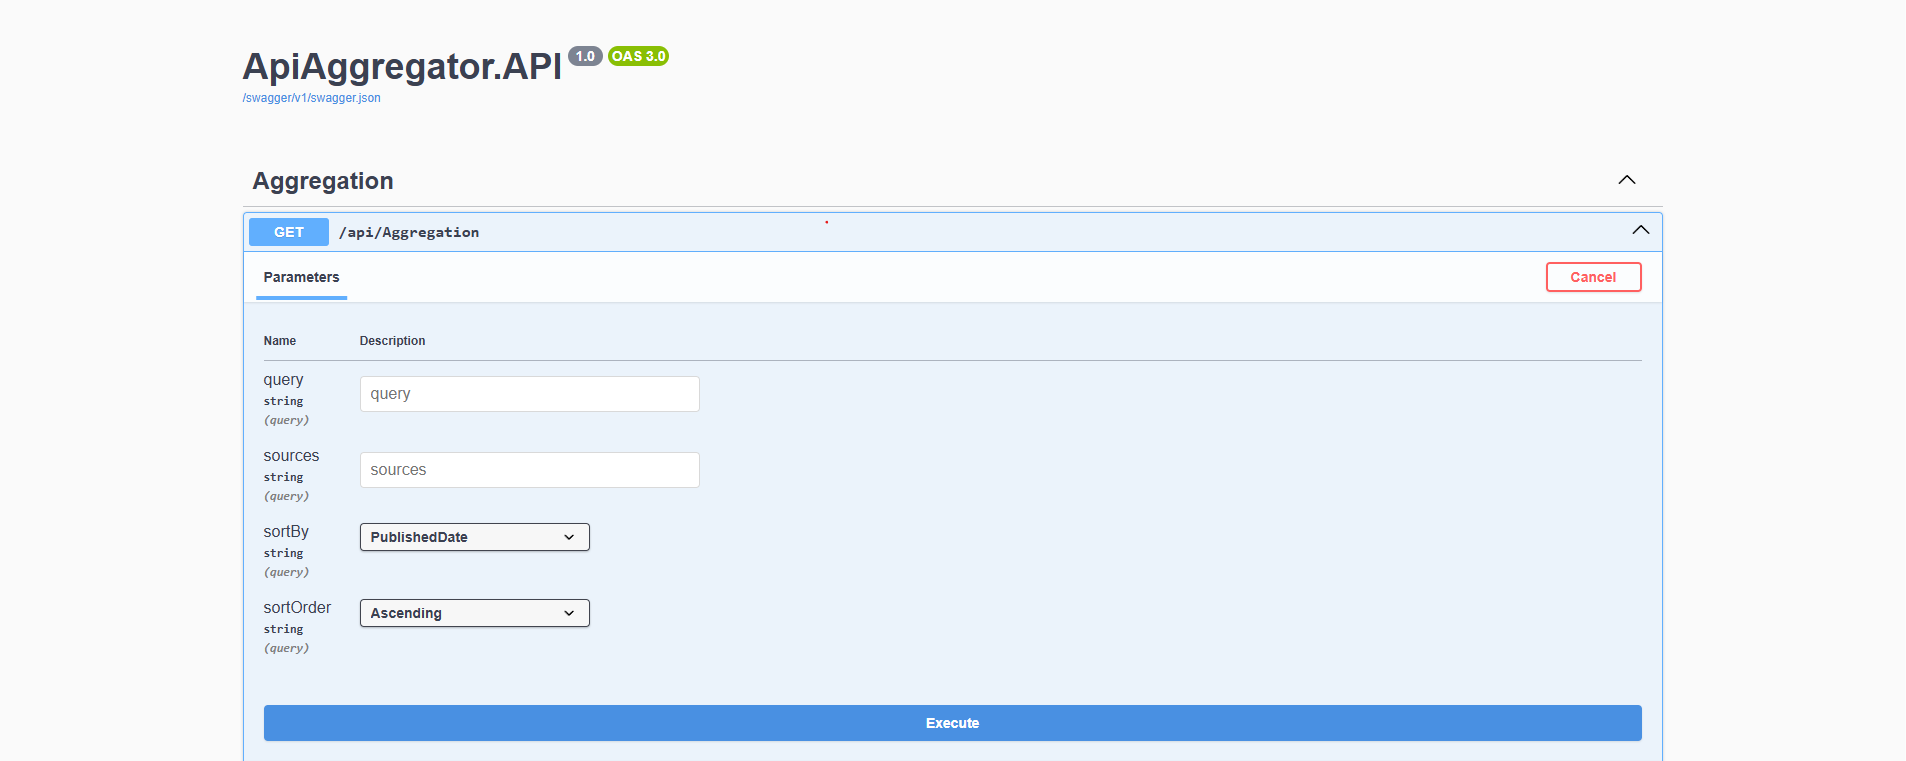 ApiAggregator.API 1.0 OAS 3.0
/swagger/v1/swagger.json
Aggregation
GET /api/Aggregation
Parameters Cancel
Name Description
query
string
(query)
query
sources
string
(query)
sources
sortBy
string
(query)
PublishedDate
sortOrder
string
(query)
Ascending
Execute